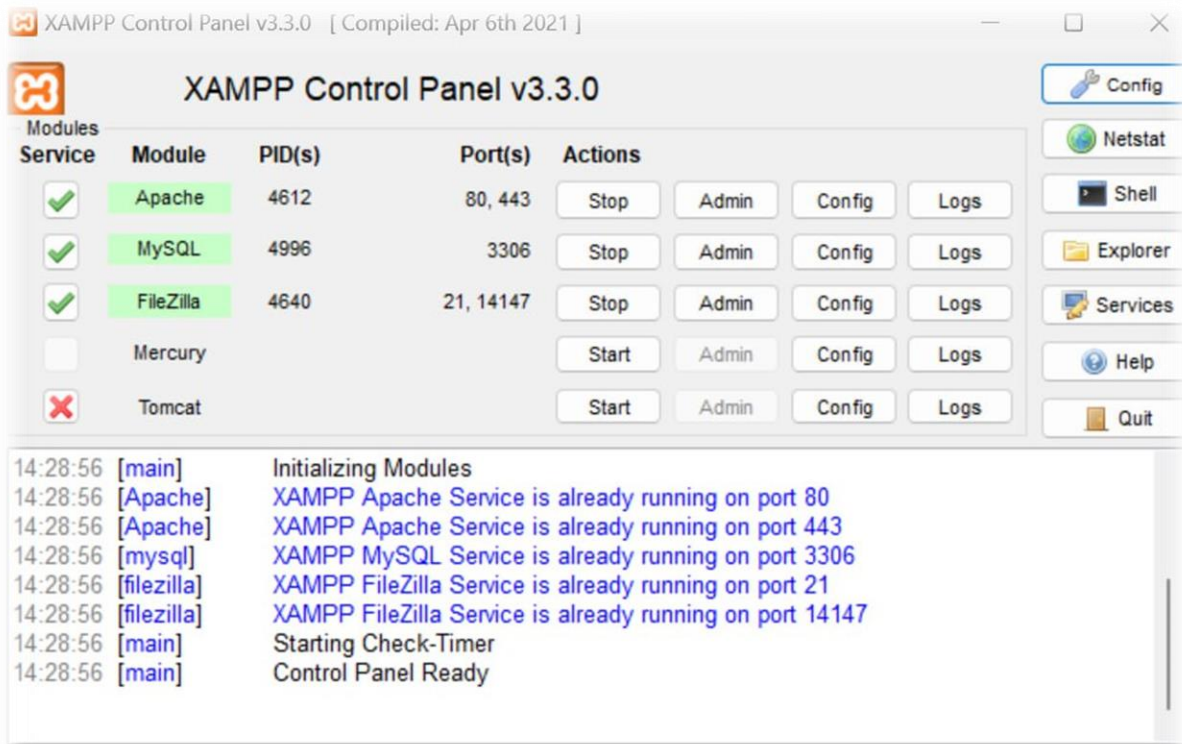 XAMPP Control Panel v3.3.0 [ Compiled: Apr 6th 2021 ]
XAMPP Control Panel v3.3.0
Config
Modules
Service Module PID(s) Port(s) Actions
Netstat
Apache 4612 80, 443 Stop Admin Config Logs
Shell
MySQL 4996 3306 Stop Admin Config Logs
Explorer
FileZilla 4640 21, 14147 Stop Admin Config Logs
Services
Mercury Start Admin Config Logs
Help
Tomcat Start Admin Config Logs
Quit
14:28:56 [main] Initializing Modules
14:28:56 [Apache] XAMPP Apache Service is already running on port 80
14:28:56 [Apache] XAMPP Apache Service is already running on port 443
14:28:56 [mysql] XAMPP MySQL Service is already running on port 3306
14:28:56 [filezilla] XAMPP FileZilla Service is already running on port 21
14:28:56 [filezilla] XAMPP FileZilla Service is already running on port 14147
14:28:56 [main] Starting Check-Timer
14:28:56 [main] Control Panel Ready